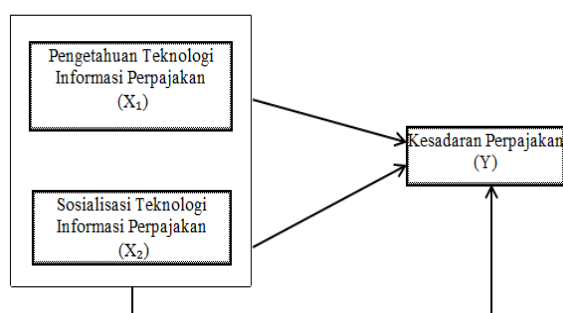 Pengetahuan Teknologi
Informasi Perpajakan
(X₁)
Kesadaran Perpajakan
(Y)
Sosialisasi Teknologi
Informasi Perpajakan
(X₂)